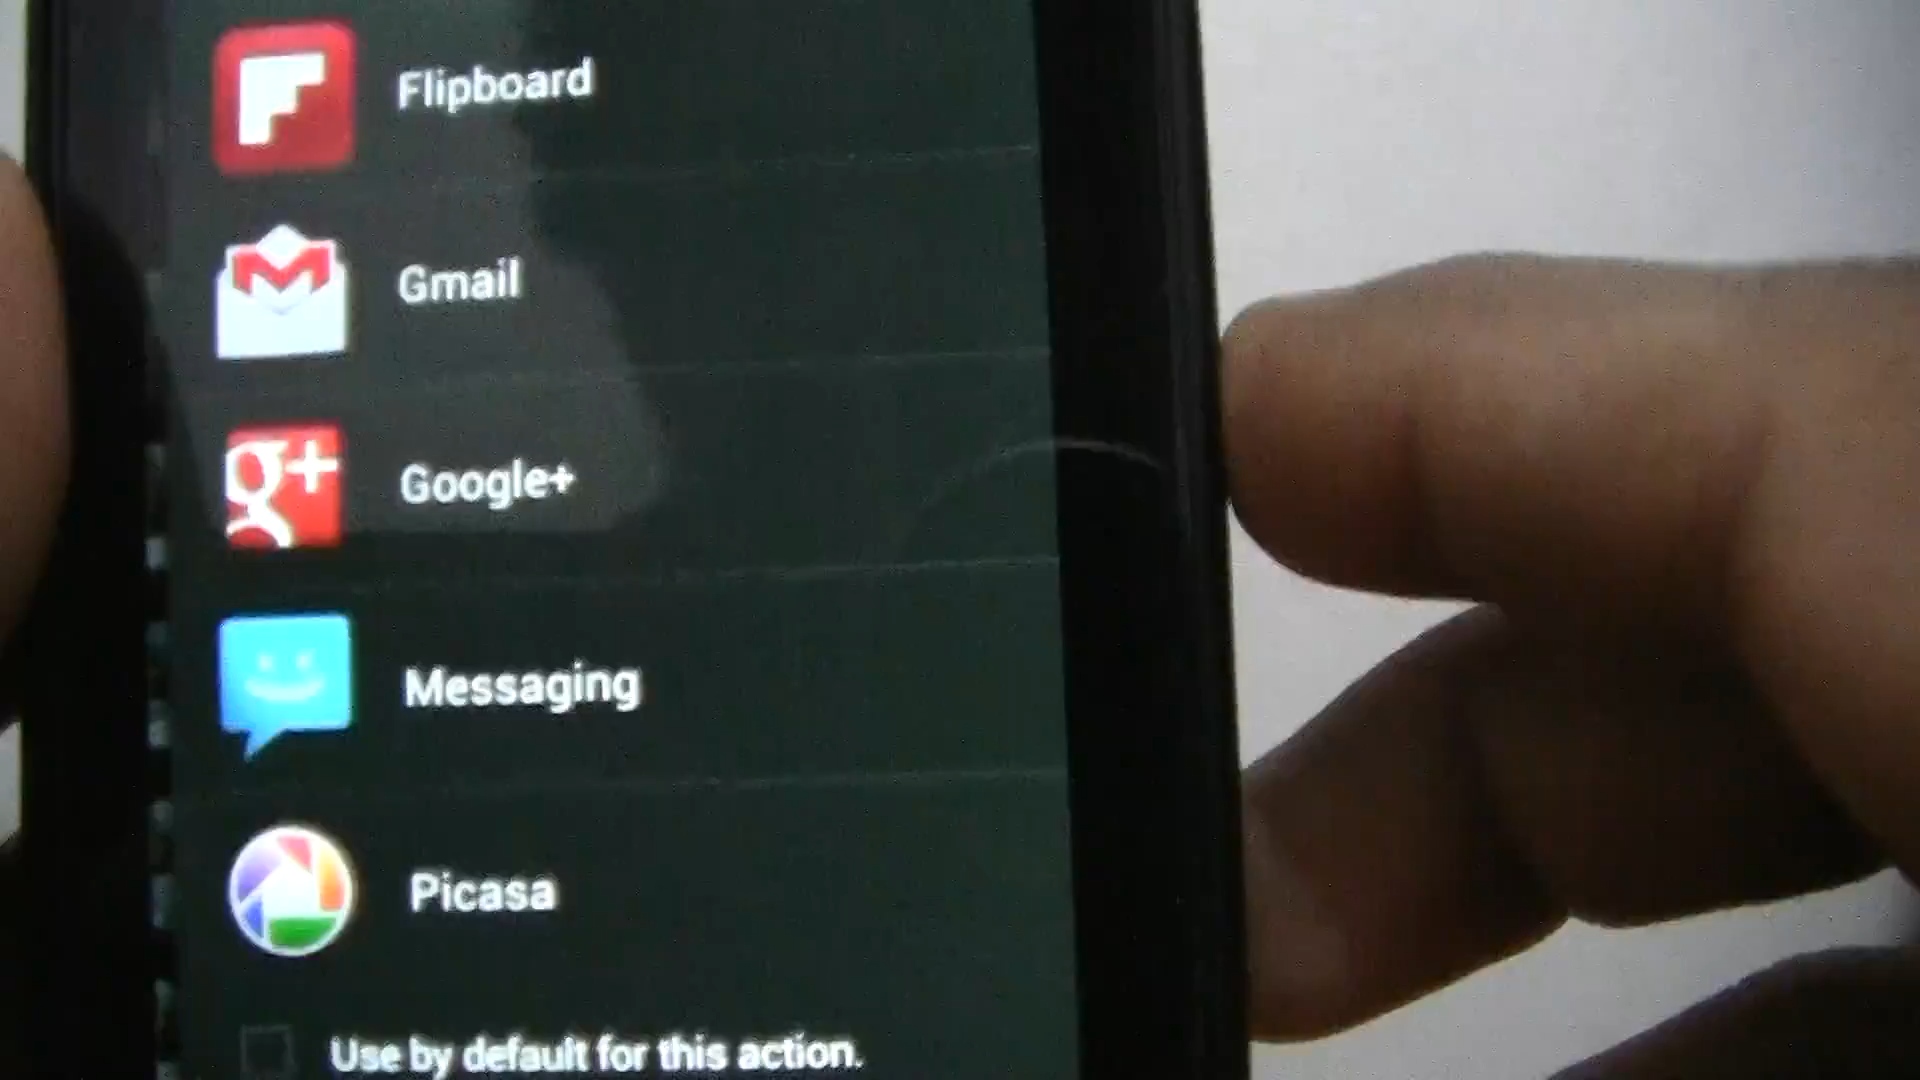 Flipboard
Gmail
g+ Google+
Messaging
Picasa
Use by default for this action.